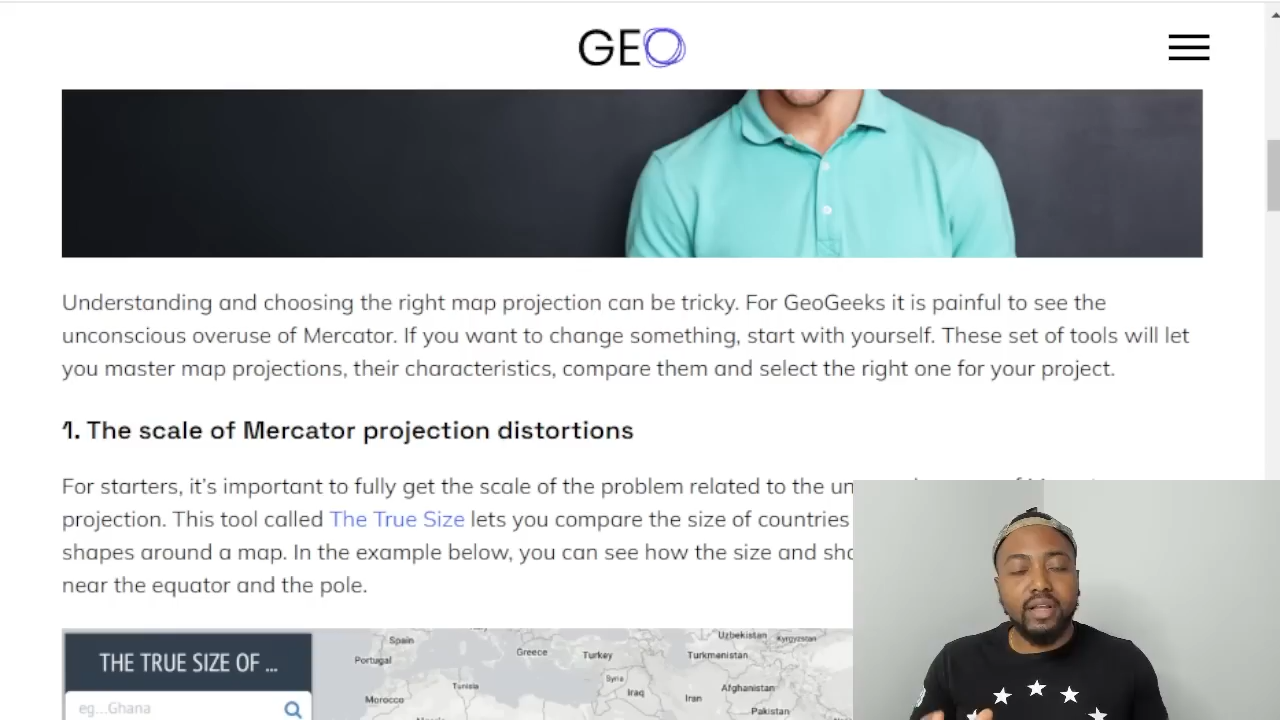 GEO
Understanding and choosing the right map projection can be tricky. For GeoGeeks it is painful to see the
unconscious overuse of Mercator. If you want to change something, start with yourself. These set of tools will let
you master map projections, their characteristics, compare them and select the right one for your project.
1. The scale of Mercator projection distortions
For starters, it's important to fully get the scale of the problem related to the
projection. This tool called The True Size lets you compare the size of countries
shapes around a map. In the example below, you can see how the size and
near the equator and the pole.
THE TRUE SIZE OF ...
eg...Ghana
Spain
Portugal
Greece
Turkey
Uzbekistan
Kyrgyzstan
Turkmenistan
Syria
Tunisia
Morocco
Iraq
Iran
Afghanistan
Pakistan